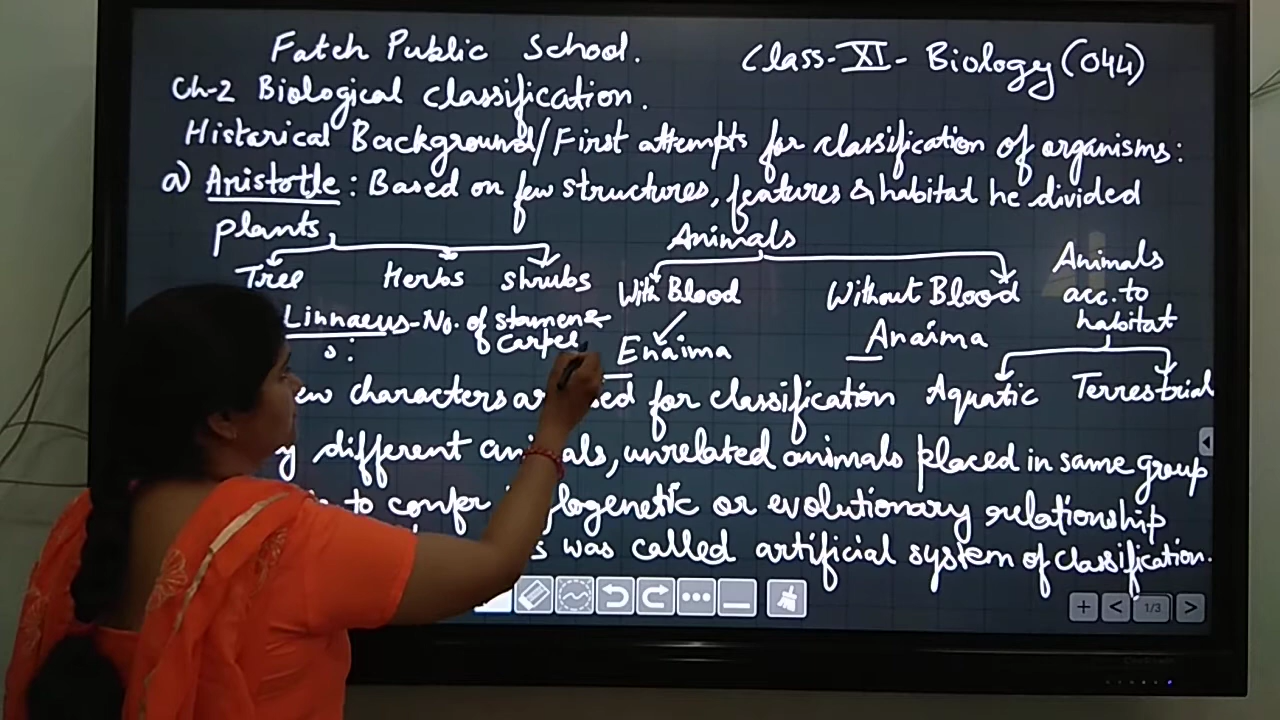 Fateh Public School. Class-XI- Biology (044)
Ch-2 Biological classification.
Historical Background/First attempts for classification of organisms:
a) Aristotle: Based on few structures, features & habitat he divided
plants, Animals
Tree Herbs shrubs With Blood Without Blood Animals
acc. to
habitat
Linnaeus-No. of stamen &
carpel
Enaima Anaima
Aquatic Terrestrial
characters used for classification
different animals, unrelated animals placed in same group
to confer or evolutionary relationship
was called artificial system of classification.
1/3